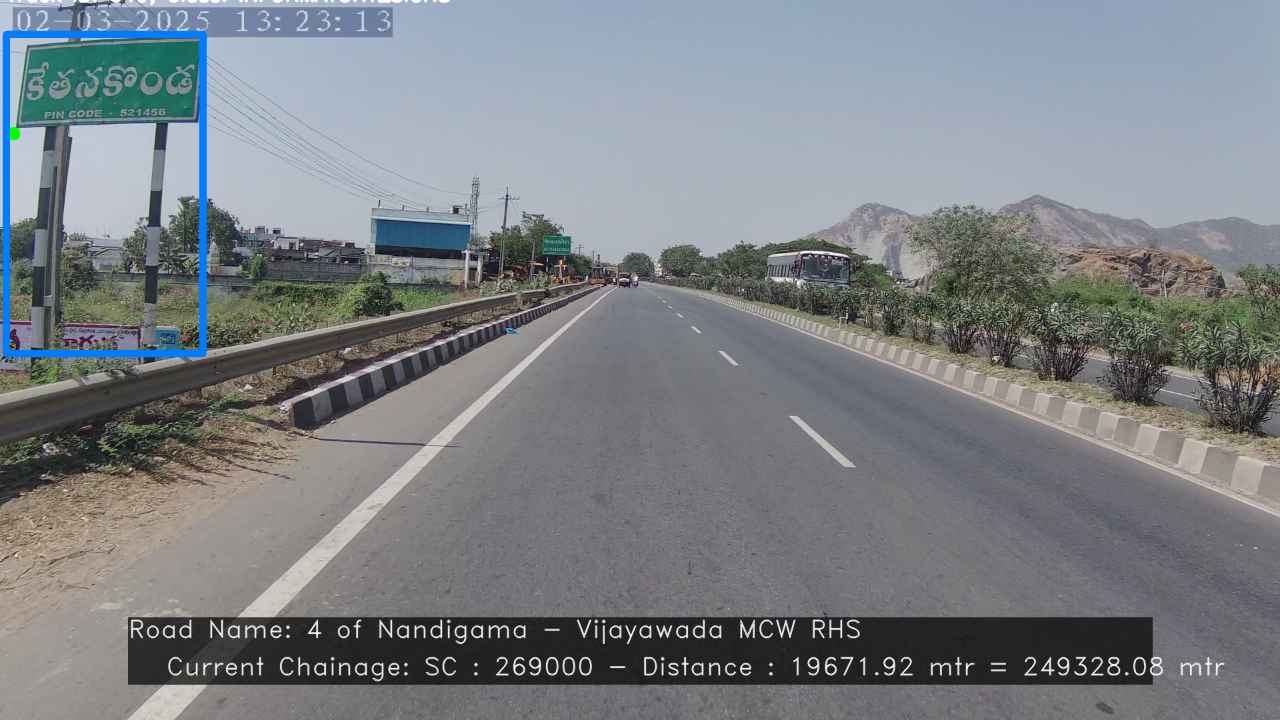 02-03-2025 13:23:13
కేతనకొండ
PIN CODE - 521456
Road Name: 4 of Nandigama - Vijayawada MCW RHS
Current Chainage: SC : 269000 - Distance : 19671.92 mtr = 249328.08 mtr